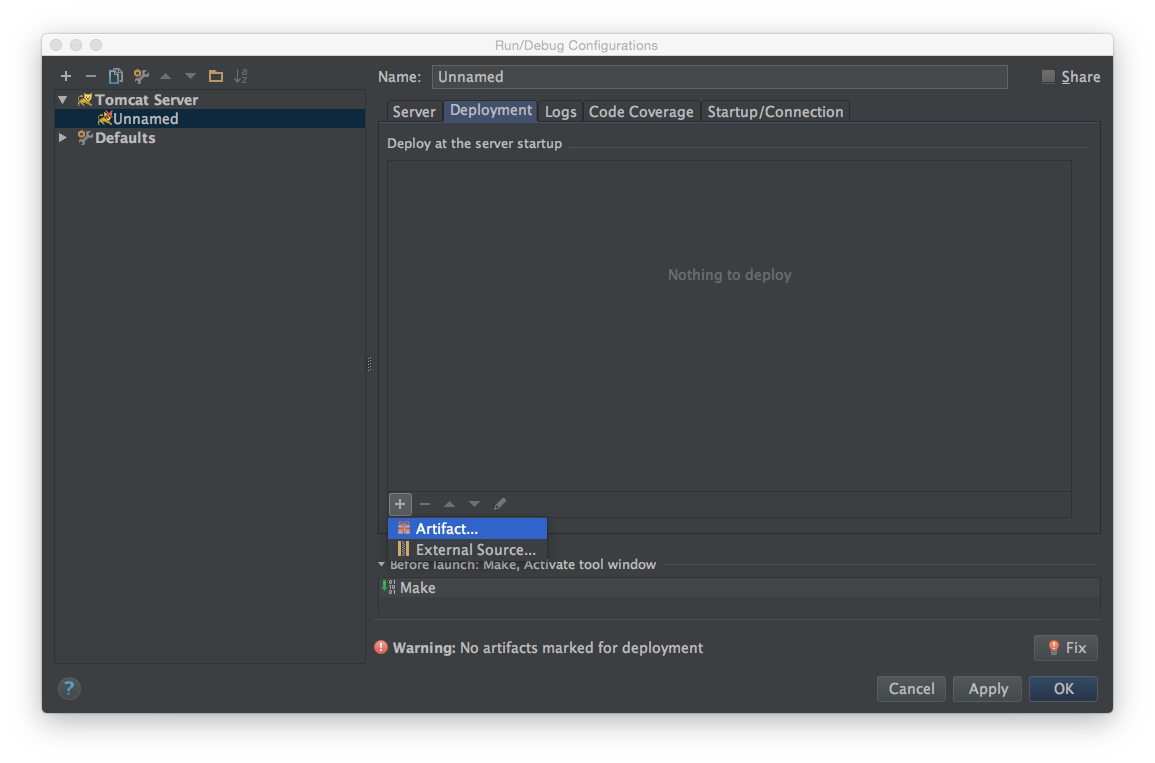 Run/Debug Configurations
Tomcat Server
Unnamed
Defaults
Name: Unnamed
Share
Server Deployment Logs Code Coverage Startup/Connection
Deploy at the server startup
Nothing to deploy
Artifact...
External Source...
Before launch: Make, Activate tool window
Make
Warning: No artifacts marked for deployment
Fix
? Cancel Apply OK